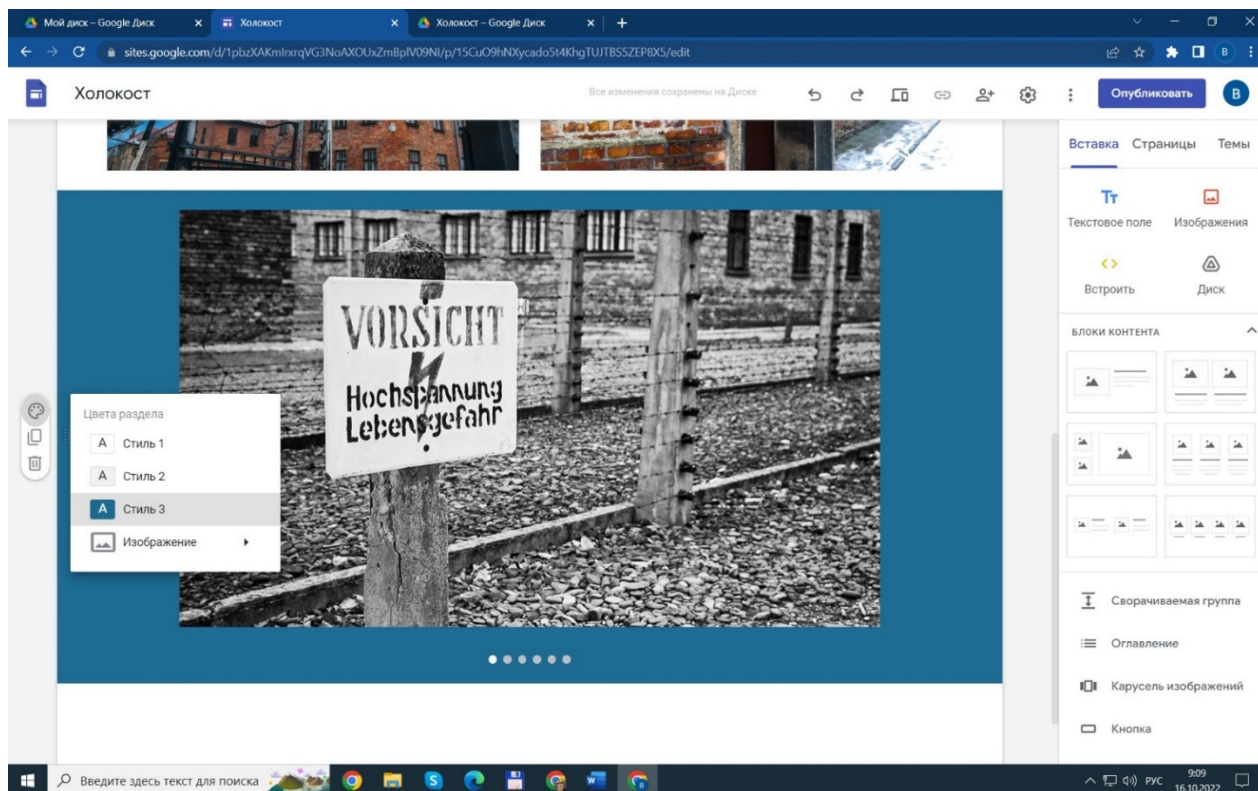 Мой диск – Google Диск
Холокост
Холокост – Google Диск
sites.google.com/d/1pbzXAKmlnxrqVG3NoAXOUxZmBplV09NI/p/15CuO9hNXycado5t4KhgTUJTBS5ZEP8X5/edit
B
Холокост
Все изменения сохранены на Диске
Опубликовать
B
Вставка Страницы Темы
Тт
Текстовое поле Изображения
Встроить Диск
БЛОКИ КОНТЕНТА
VORSICHT
Hochspannung
Lebensgefahr
Цвета раздела
A Стиль 1
A Стиль 2
A Стиль 3
Изображение
Сворачиваемая группа
Оглавление
Карусель изображений
Кнопка
Введите здесь текст для поиска
РУС
9:09
16.10.2022